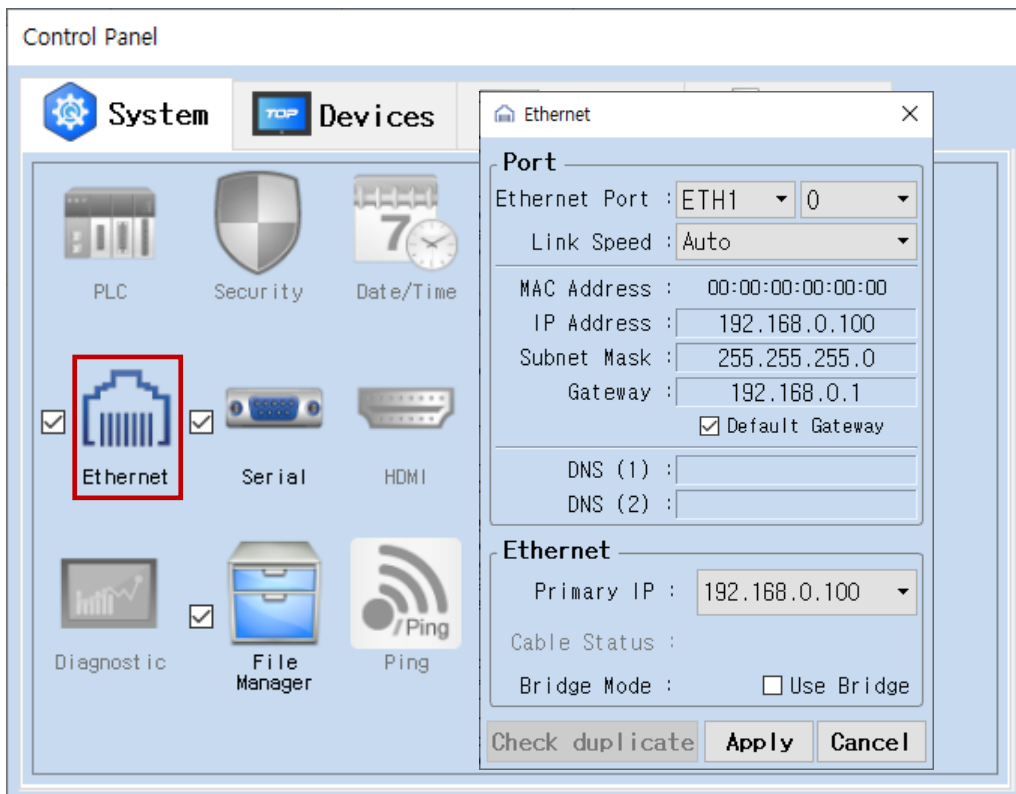 Control Panel
System
TOP
Devices
PLC
Security
7
Date/Time
Ethernet
Serial
HDMI
Diagnostic
File
Manager
/Ping
Ping
Ethernet
Port
Ethernet Port : ETH1 0
Link Speed : Auto
MAC Address : 00:00:00:00:00:00
IP Address : 192.168.0.100
Subnet Mask : 255.255.255.0
Gateway : 192.168.0.1
Default Gateway
DNS (1) :
DNS (2) :
Ethernet
Primary IP : 192.168.0.100
Cable Status :
Bridge Mode : Use Bridge
Check duplicate Apply Cancel